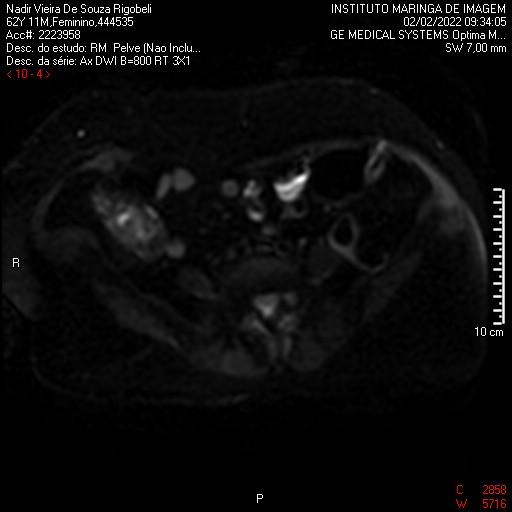 Nadir Vieira De Souza Rigobeli
62Y 11M,Feminino,444535
Acc#: 2223958
Desc. do estudo: RM Pelve (Nao Inclu...
Desc. da série: Ax DWI B=800 RT 3X1
< 10 - 4 >
INSTITUTO MARINGA DE IMAGEM
02/02/2022 09:34:05
GE MEDICAL SYSTEMS Optima M...
SW 7,00 mm
R
10 cm
P
C 2858
W 5716